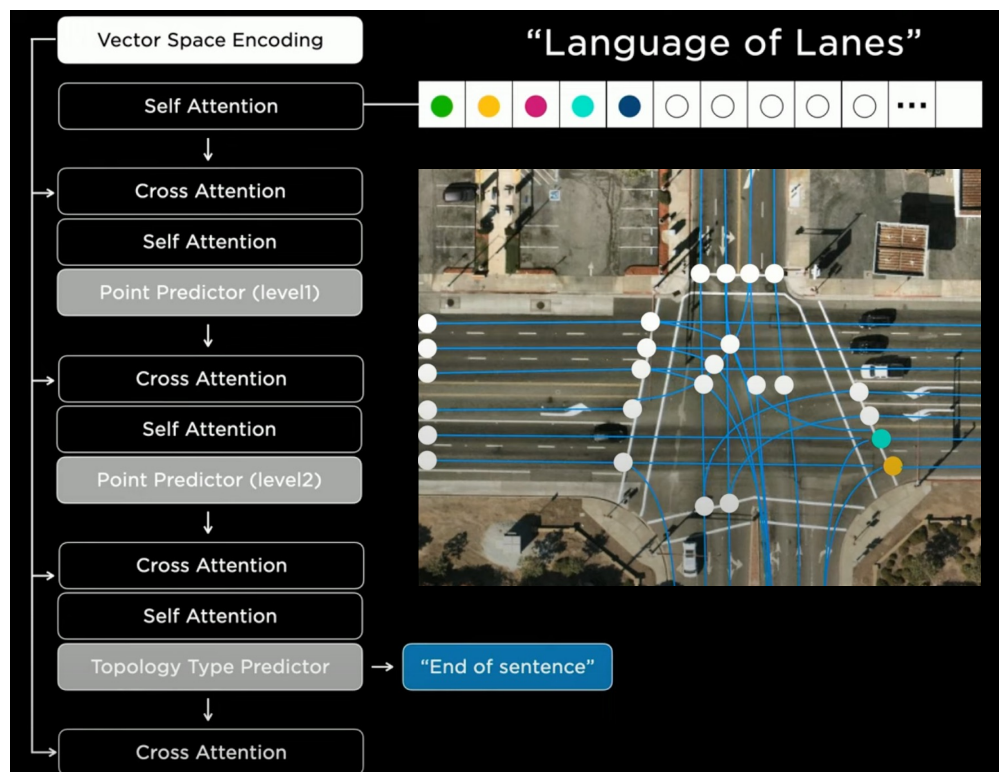 Vector Space Encoding
“Language of Lanes”
Self Attention
...
Cross Attention
Self Attention
Point Predictor (level1)
Cross Attention
Self Attention
Point Predictor (level2)
Cross Attention
Self Attention
Topology Type Predictor
“End of sentence”
Cross Attention